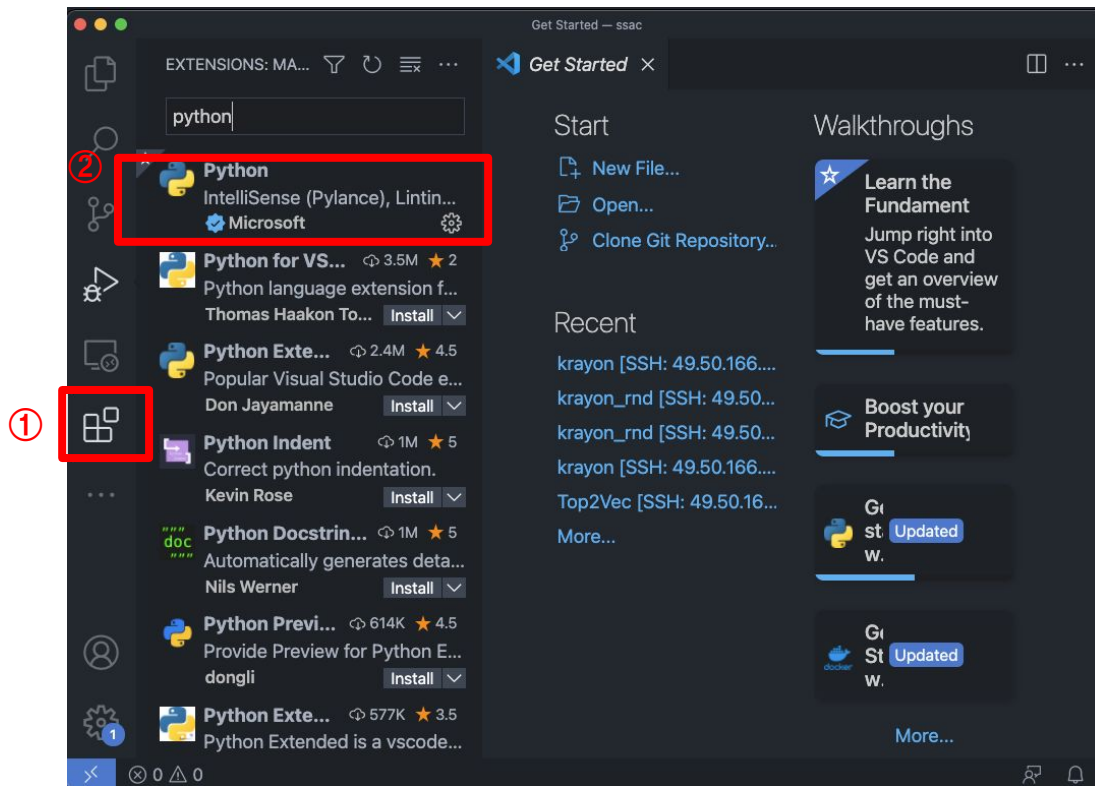 Get Started — ssac
EXTENSIONS: MA...
Get Started
python
①
②
Python
IntelliSense (Pylance), Lintin...
Microsoft
Python for VS... 3.5M ★ 2
Python language extension f...
Thomas Haakon To... Install
Python Exte... 2.4M ★ 4.5
Popular Visual Studio Code e...
Don Jayamanne Install
Python Indent 1M ★ 5
Correct python indentation.
Kevin Rose Install
""" doc """
Python Docstrin... 1M ★ 5
Automatically generates deta...
Nils Werner Install
Python Previ... 614K ★ 4.5
Provide Preview for Python E...
dongli Install
Python Exte... 577K ★ 3.5
Python Extended is a vscode...
Start
New File...
Open...
Clone Git Repository...
Recent
krayon [SSH: 49.50.166....
krayon_rnd [SSH: 49.50...
krayon_rnd [SSH: 49.50...
krayon [SSH: 49.50.166....
Top2Vec [SSH: 49.50.16...
More...
Walkthroughs
Learn the
Fundament
Jump right into
VS Code and
get an overview
of the must-
have features.
Boost your
Productivity
Ge
st Updated
w.
docker
Ge
St Updated
w.
More...
1
0 0